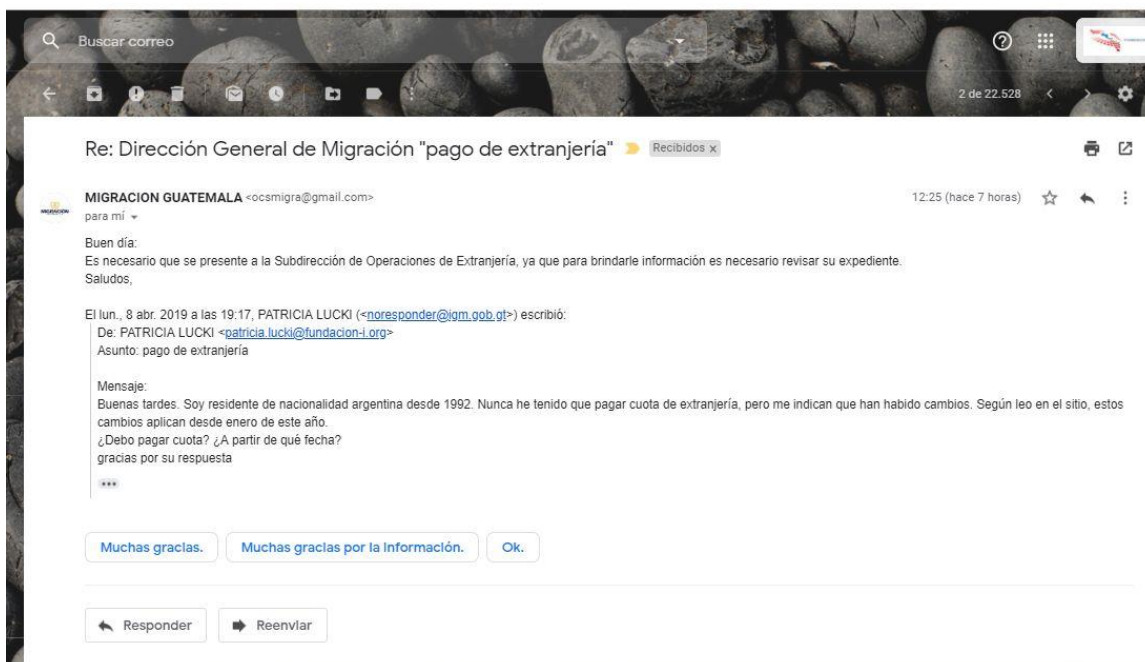 Buscar correo
2 de 22.528
Re: Dirección General de Migración "pago de extranjería" Recibidos x
MIGRACION GUATEMALA <ocsmigra@gmail.com> 12:25 (hace 7 horas)
para mí
Buen día:
Es necesario que se presente a la Subdirección de Operaciones de Extranjería, ya que para brindarle información es necesario revisar su expediente.
Saludos,
El lun., 8 abr. 2019 a las 19:17, PATRICIA LUCKI (<noresponder@igm.gob.gt>) escribió:
De: PATRICIA LUCKI <patricia.lucki@fundacion-i.org>
Asunto: pago de extranjería
Mensaje:
Buenas tardes. Soy residente de nacionalidad argentina desde 1992. Nunca he tenido que pagar cuota de extranjería, pero me indican que han habido cambios. Según leo en el sitio, estos
cambios aplican desde enero de este año.
¿Debo pagar cuota? ¿A partir de qué fecha?
gracias por su respuesta
Muchas gracias. Muchas gracias por la información. Ok.
Responder Reenviar